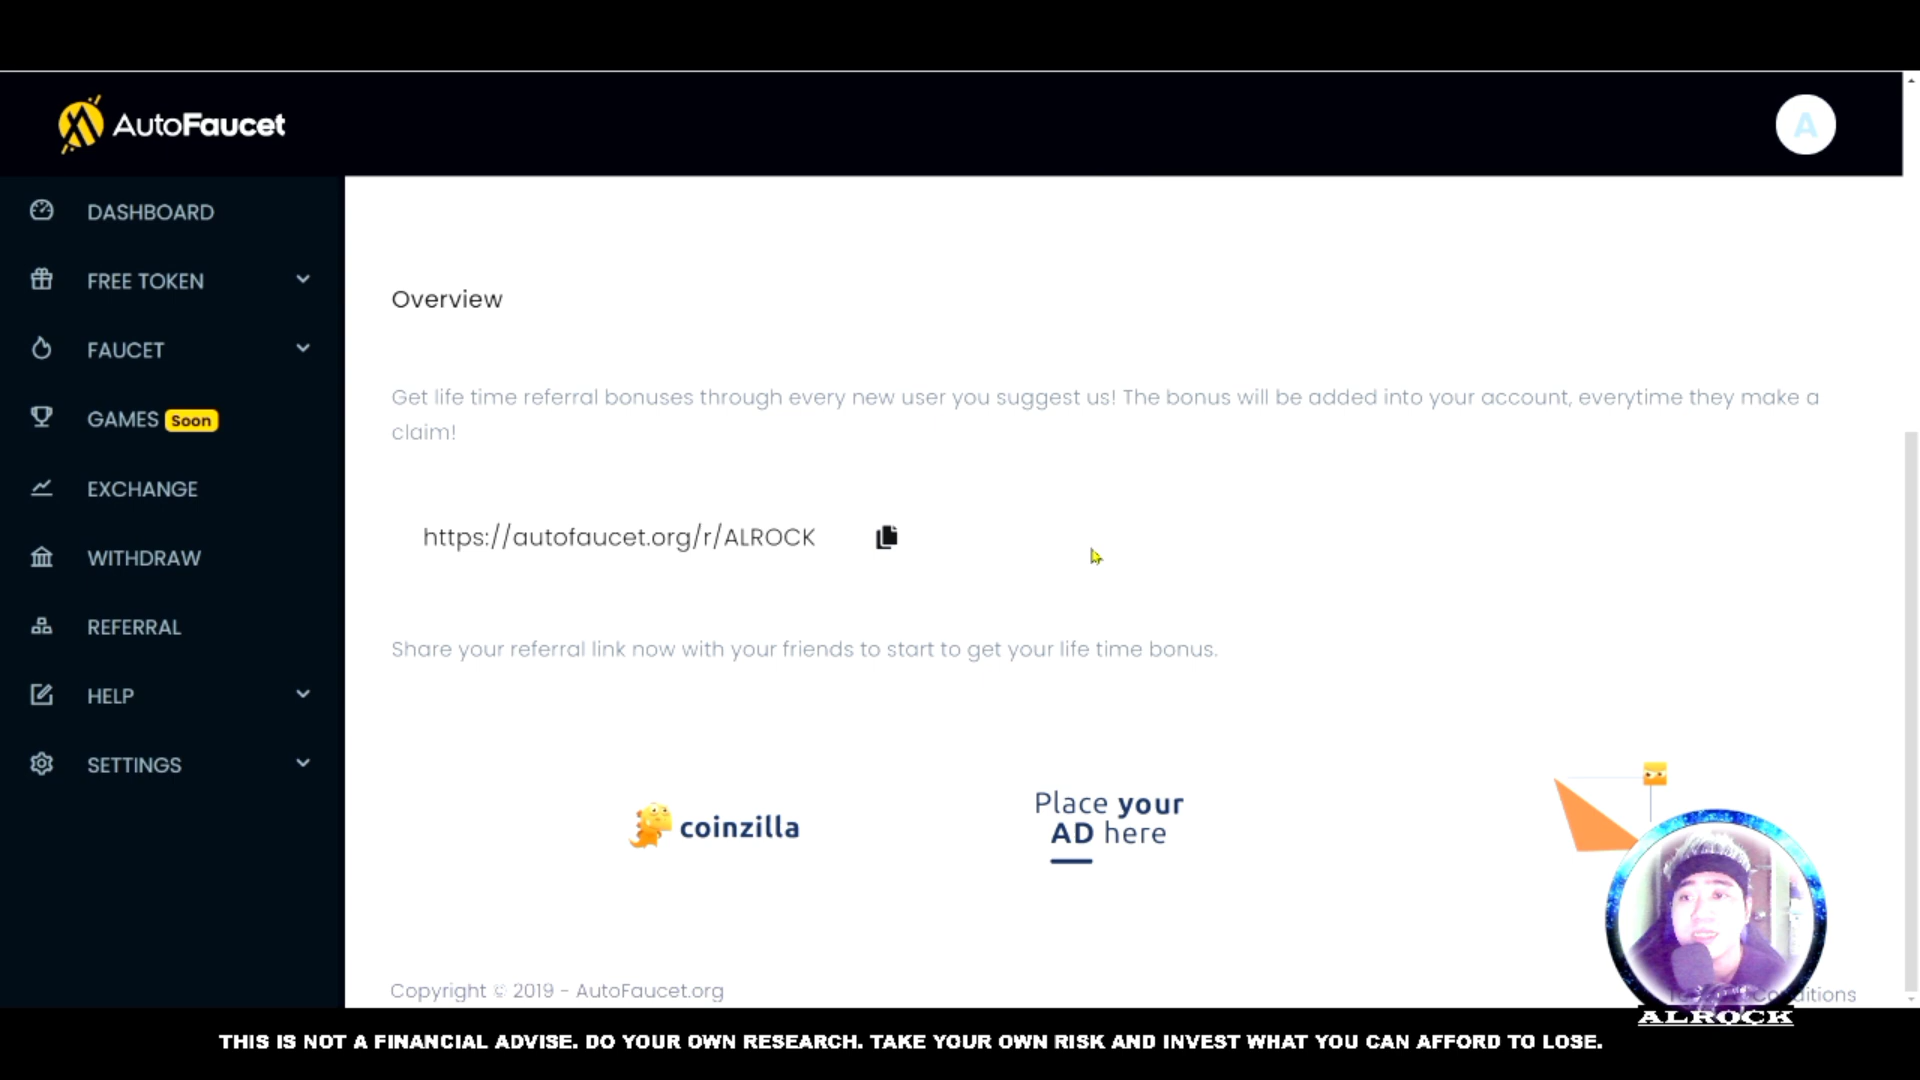 AutoFaucet
A
DASHBOARD
FREE TOKEN
FAUCET
GAMES Soon
EXCHANGE
WITHDRAW
REFERRAL
HELP
SETTINGS
Overview
Get life time referral bonuses through every new user you suggest us! The bonus will be added into your account, everytime they make a
claim!
https://autofaucet.org/r/ALROCK
Share your referral link now with your friends to start to get your life time bonus.
coinzilla
Place your
AD here
Copyright © 2019 - AutoFaucet.org
ALROCK
THIS IS NOT A FINANCIAL ADVISE. DO YOUR OWN RESEARCH. TAKE YOUR OWN RISK AND INVEST WHAT YOU CAN AFFORD TO LOSE.